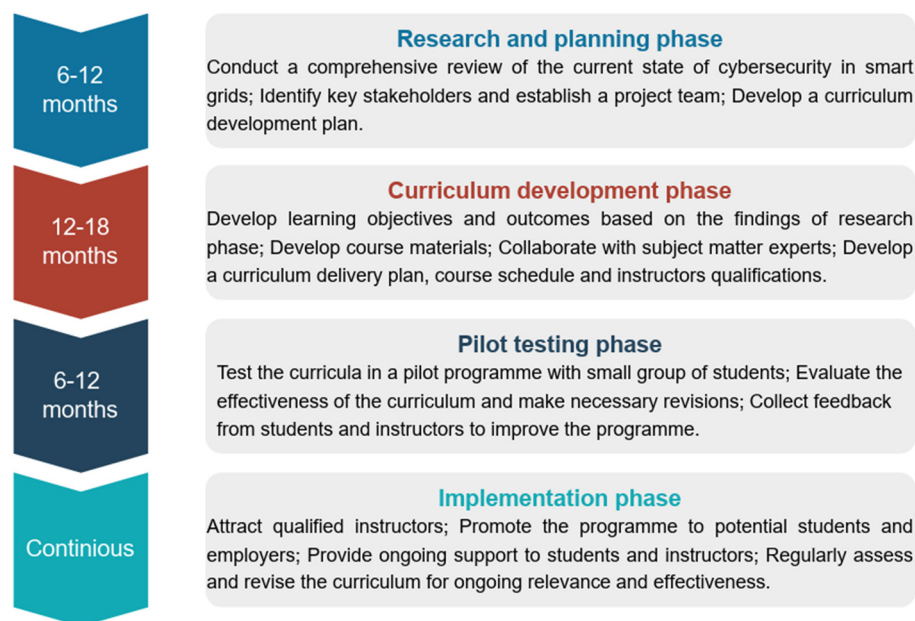 6-12
months
Research and planning phase
Conduct a comprehensive review of the current state of cybersecurity in smart
grids; Identify key stakeholders and establish a project team; Develop a curriculum
development plan.
12-18
months
Curriculum development phase
Develop learning objectives and outcomes based on the findings of research
phase; Develop course materials; Collaborate with subject matter experts; Develop
a curriculum delivery plan, course schedule and instructors qualifications.
6-12
months
Pilot testing phase
Test the curricula in a pilot programme with small group of students; Evaluate the
effectiveness of the curriculum and make necessary revisions; Collect feedback
from students and instructors to improve the programme.
Continious
Implementation phase
Attract qualified instructors; Promote the programme to potential students and
employers; Provide ongoing support to students and instructors; Regularly assess
and revise the curriculum for ongoing relevance and effectiveness.